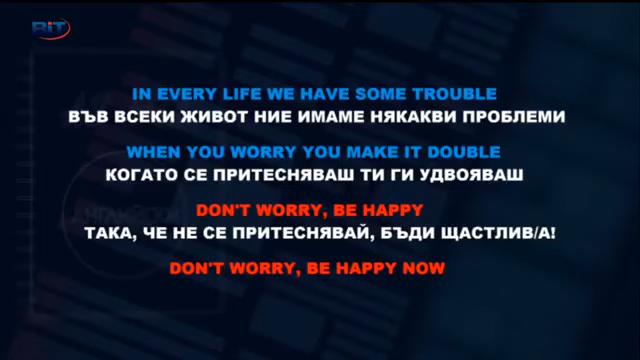 BiT
IN EVERY LIFE WE HAVE SOME TROUBLE
ВЪВ ВСЕКИ ЖИВОТ НИЕ ИМАМЕ НЯКАКВИ ПРОБЛЕМИ
WHEN YOU WORRY YOU MAKE IT DOUBLE
КОГАТО СЕ ПРИТЕСНЯВАШ ТИ ГИ УДВОЯВАШ
DON'T WORRY, BE HAPPY
ТАКА, ЧЕ НЕ СЕ ПРИТЕСНЯВАЙ, БЪДИ ЩАСТЛИВ/А!
DON'T WORRY, BE HAPPY NOW